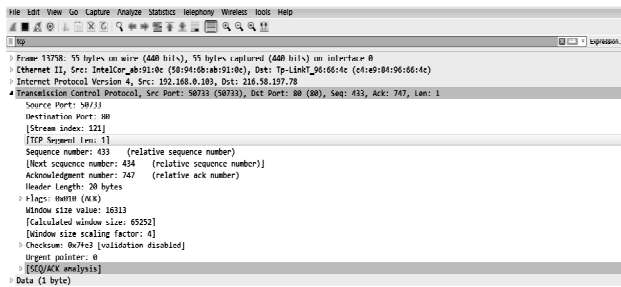 File Edit View Go Capture Analyze Statistics Telephony Wireless Tools Help
tcp Expression...
Frame 13758: 55 bytes on wire (440 bits), 55 bytes captured (440 bits) on interface 0
Ethernet II, Src: IntelCor_ab:91:0c (58:94:6b:ab:91:0c), Dst: Tp-LinkT_96:66:4c (c4:e9:84:96:66:4c)
Internet Protocol Version 4, Src: 192.168.0.103, Dst: 216.58.197.78
Transmission Control Protocol, Src Port: 50733 (50733), Dst Port: 80 (80), Seq: 433, Ack: 747, Len: 1
Source Port: 50733
Destination Port: 80
[Stream index: 121]
[TCP Segment Len: 1]
Sequence number: 433 (relative sequence number)
[Next sequence number: 434 (relative sequence number)]
Acknowledgment number: 747 (relative ack number)
Header Length: 20 bytes
Flags: 0x010 (ACK)
Window size value: 16313
[Calculated window size: 65252]
[Window size scaling factor: 4]
Checksum: 0x7fe3 [validation disabled]
Urgent pointer: 0
[SEQ/ACK analysis]
Data (1 byte)